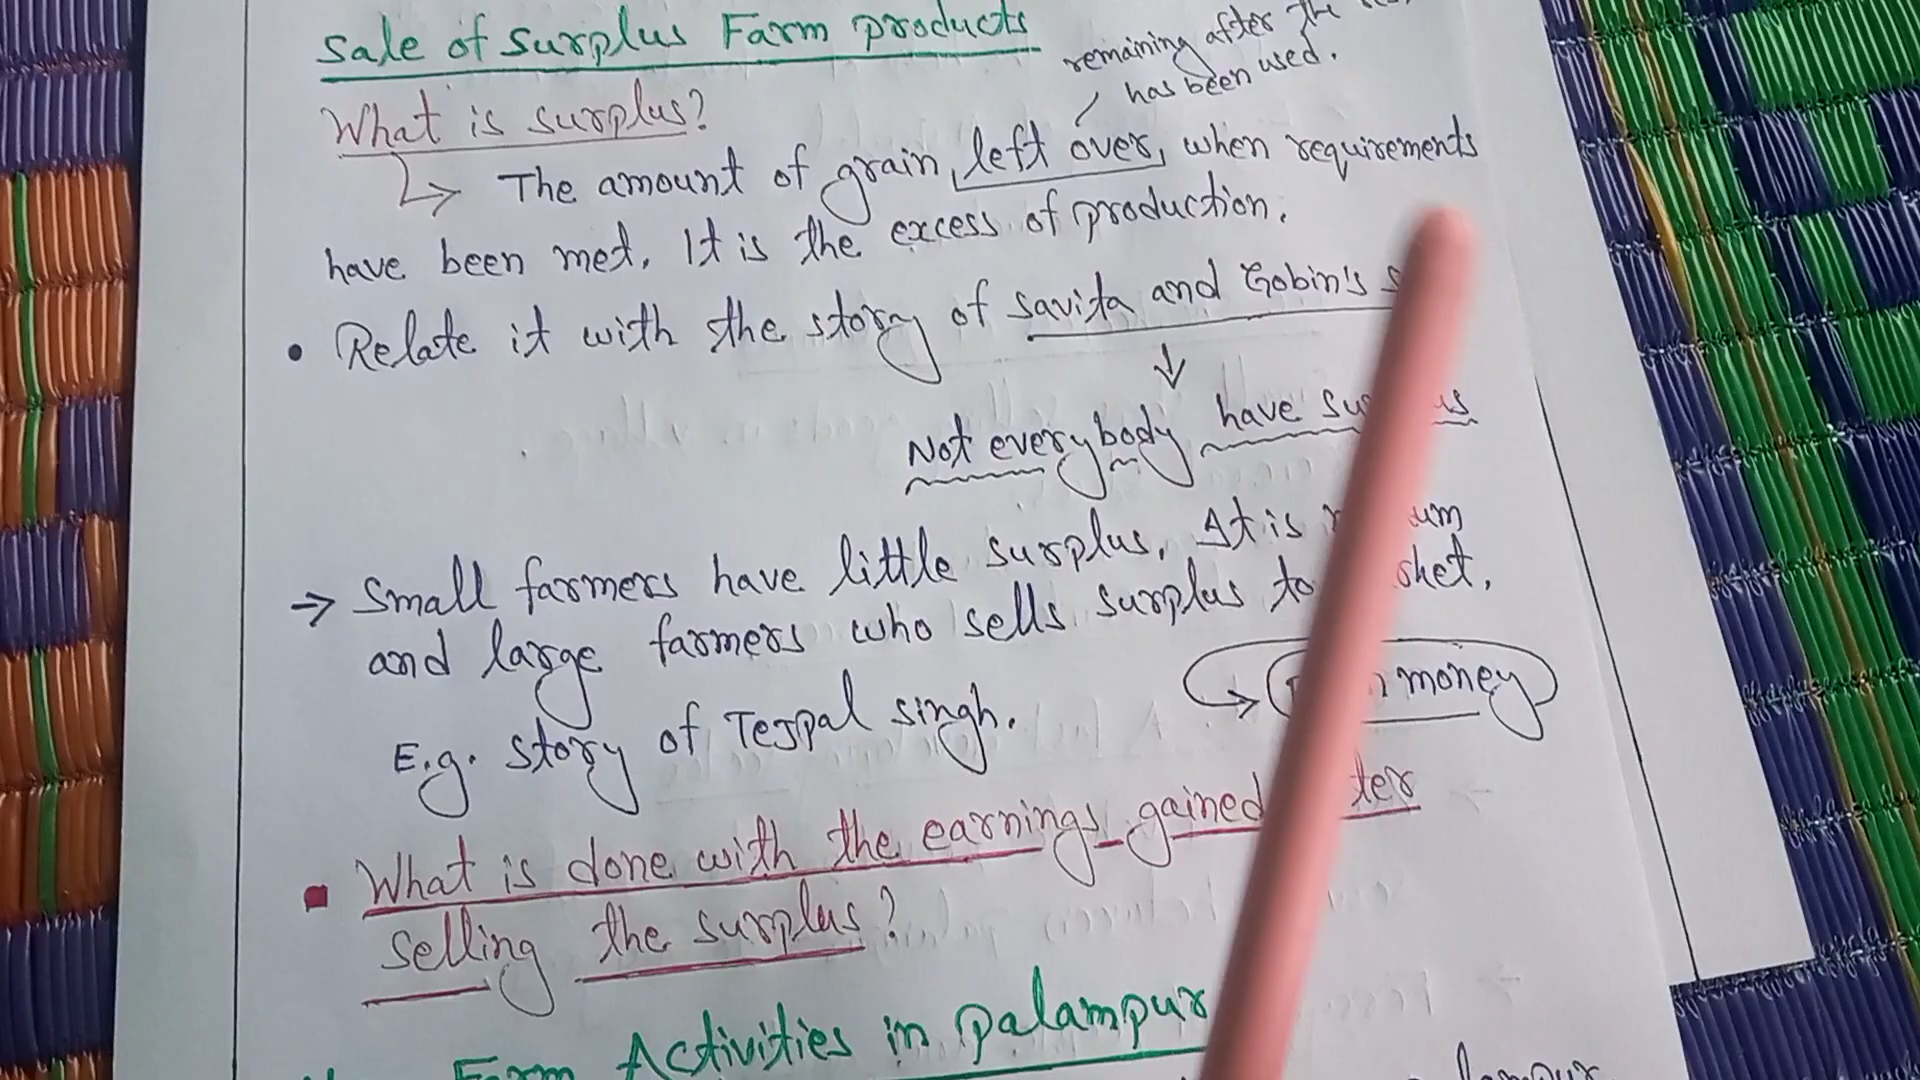 Sale of Surplus Farm products
remaining after the
has been used.
What is surplus?
The amount of grain, left over, when requirements
have been met. It is the excess of production.
Relate it with the story of savita and Gobin's
Not everybody have
Small farmers have little surplus. It is
and large farmers who sells surplus to
money
E.g. story of Tejpal singh.
What is done with the earnings gained
selling the surplus?
Farm Activities in palampur